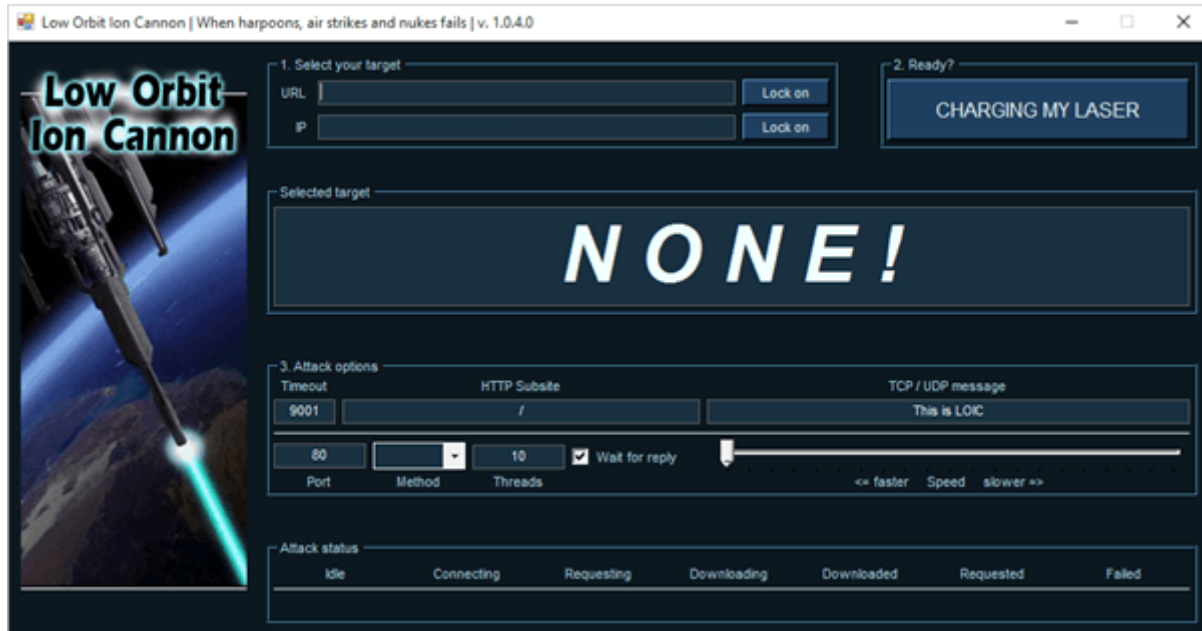 Low Orbit Ion Cannon | When harpoons, air strikes and nukes fails | v. 1.0.4.0
Low Orbit
Ion Cannon
1. Select your target
URL Lock on
IP Lock on
2. Ready?
CHARGING MY LASER
Selected target
NONE!
3. Attack options
Timeout HTTP Subsite TCP / UDP message
9001 / This is LOIC
80 10 Wait for reply
Port Method Threads <= faster Speed slower =>
Attack status
Idle Connecting Requesting Downloading Downloaded Requested Failed